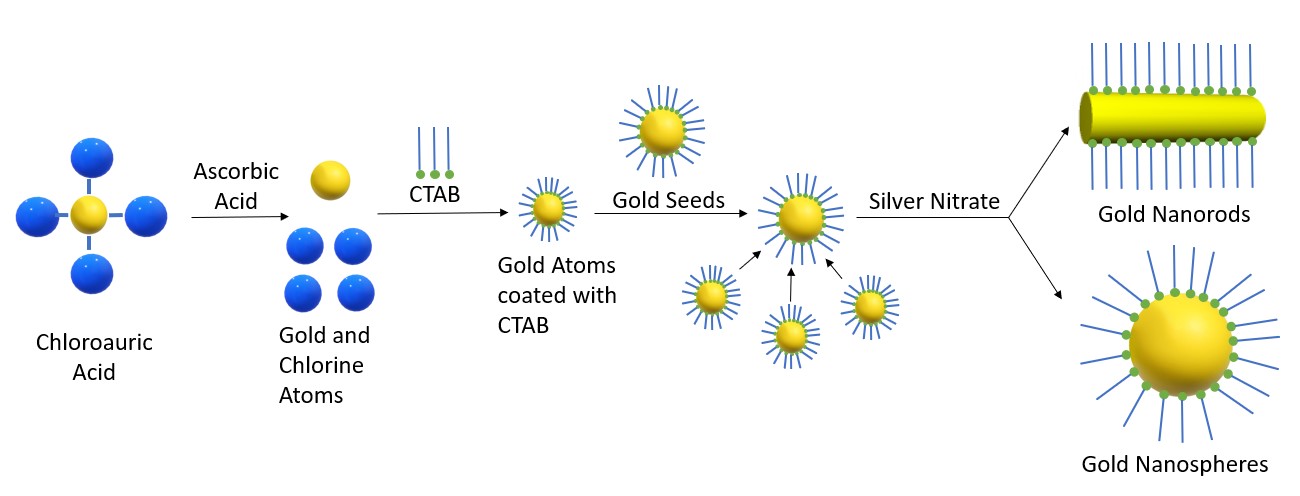 Chloroauric
Acid
Ascorbic
Acid
Gold and
Chlorine
Atoms
CTAB
Gold Atoms
coated with
CTAB
Gold Seeds
Silver Nitrate
Gold Nanorods
Gold Nanospheres